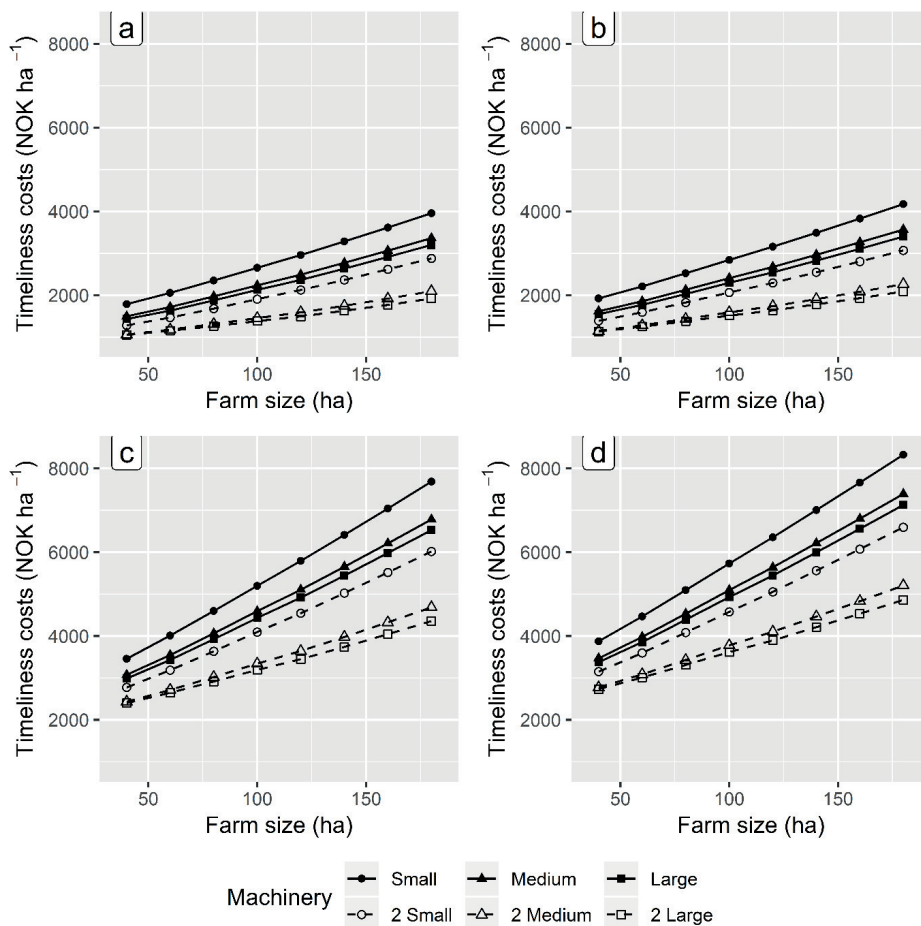 a
b
Timeliness costs (NOK ha⁻¹)
8000
6000
4000
2000
50
100
150
Farm size (ha)
Timeliness costs (NOK ha⁻¹)
8000
6000
4000
2000
50
100
150
Farm size (ha)
c
d
Timeliness costs (NOK ha⁻¹)
8000
6000
4000
2000
50
100
150
Farm size (ha)
Timeliness costs (NOK ha⁻¹)
8000
6000
4000
2000
50
100
150
Farm size (ha)
Machinery
Small
Medium
Large
2 Small
2 Medium
2 Large